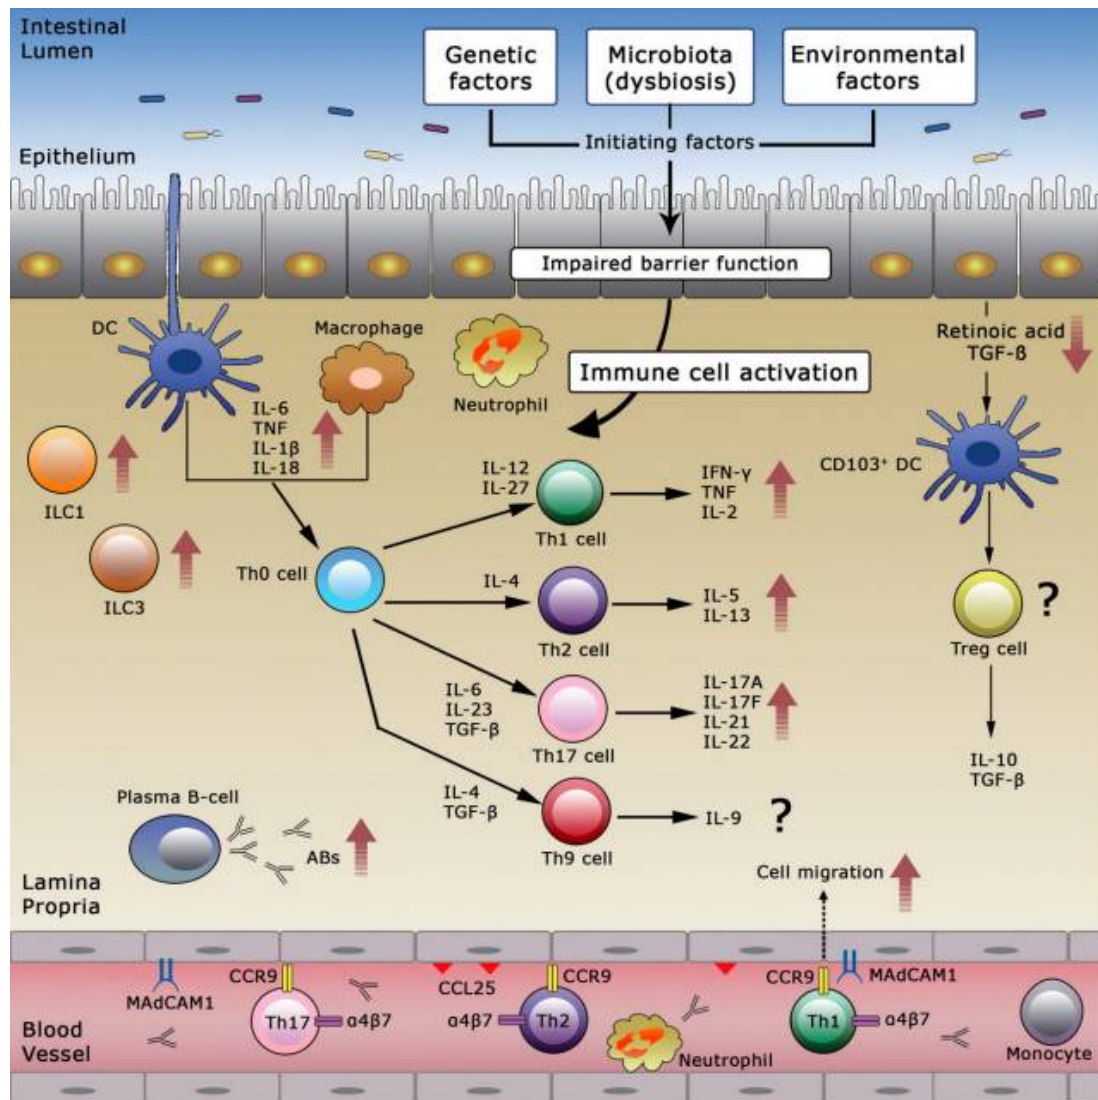 Intestinal
Lumen
Genetic
factors
Microbiota
(dysbiosis)
Environmental
factors
Initiating factors
Epithelium
Impaired barrier function
DC
Macrophage
Neutrophil
Immune cell activation
Retinoic acid
TGF-β
IL-6
TNF
IL-1β
IL-18
ILC1
ILC3
CD103⁺ DC
IL-12
IL-27
Th1 cell
IFN-γ
TNF
IL-2
Th0 cell
IL-4
Th2 cell
IL-5
IL-13
?
Treg cell
IL-6
IL-23
TGF-β
Th17 cell
IL-17A
IL-17F
IL-21
IL-22
IL-10
TGF-β
IL-4
TGF-β
Th9 cell
IL-9
?
Plasma B-cell
ABs
Cell migration
Lamina
Propria
MAdCAM1
CCR9
Th17
α4β7
CCL25
α4β7
CCR9
Th2
Neutrophil
CCR9
MAdCAM1
Th1
α4β7
Monocyte
Blood
Vessel